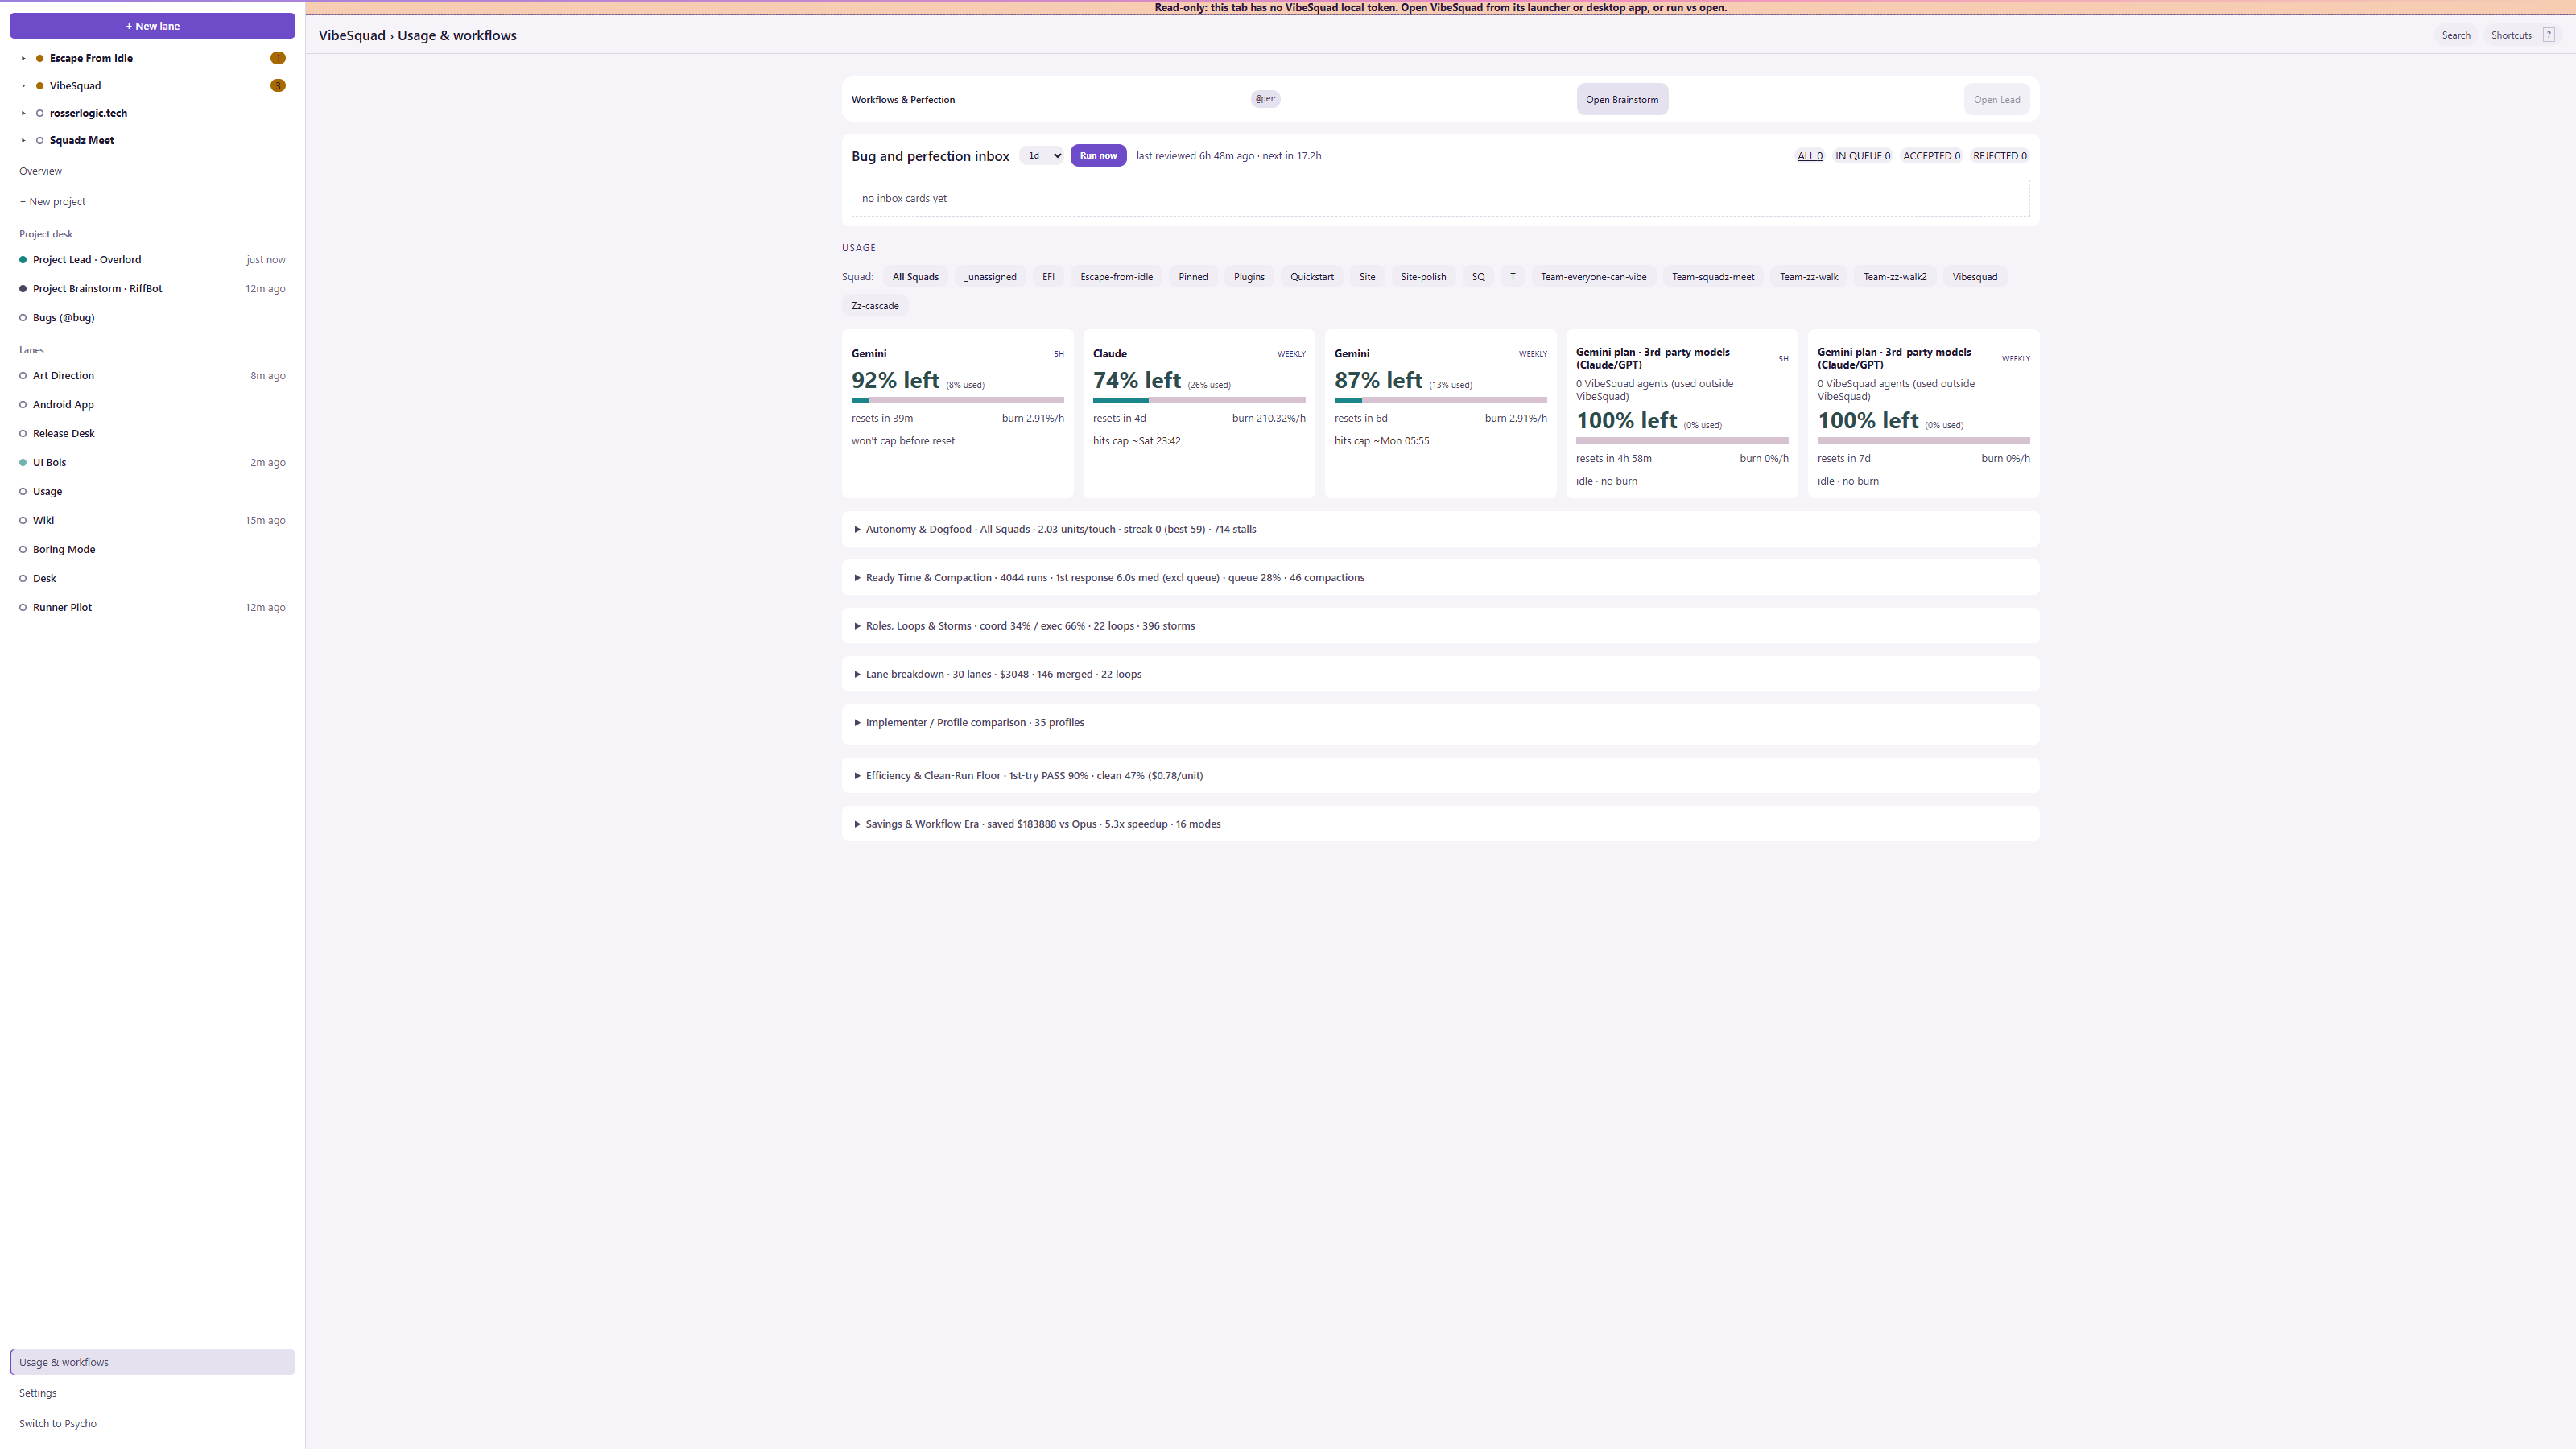 Read-only: this tab has no VibeSquad local token. Open VibeSquad from its launcher or desktop app, or run vs open.
+ New lane
Escape From Idle 1
VibeSquad 3
rosserlogic.tech
Squadz Meet
Overview
+ New project
Project desk
Project Lead · Overlord just now
Project Brainstorm · RiffBot 12m ago
Bugs (@bug)
Lanes
Art Direction 8m ago
Android App
Release Desk
UI Bois 2m ago
Usage
Wiki 15m ago
Boring Mode
Desk
Runner Pilot 12m ago
Usage & workflows
Settings
Switch to Psycho
VibeSquad › Usage & workflows
Search Shortcuts ?
Workflows & Perfection @per Open Brainstorm Open Lead
Bug and perfection inbox 1d Run now last reviewed 6h 48m ago · next in 17.2h ALL 0 IN QUEUE 0 ACCEPTED 0 REJECTED 0
no inbox cards yet
USAGE
Squad: All Squads _unassigned EFI Escape-from-idle Pinned Plugins Quickstart Site Site-polish SQ T Team-everyone-can-vibe Team-squadz-meet Team-zz-walk Team-zz-walk2 Vibesquad
Zz-cascade
Gemini 5H
92% left (8% used)
resets in 39m burn 2.91%/h
won't cap before reset
Claude WEEKLY
74% left (26% used)
resets in 4d burn 210.32%/h
hits cap ~Sat 23:42
Gemini WEEKLY
87% left (13% used)
resets in 6d burn 2.91%/h
hits cap ~Mon 05:55
Gemini plan · 3rd-party models
(Claude/GPT) 5H
0 VibeSquad agents (used outside
VibeSquad)
100% left (0% used)
resets in 4h 58m burn 0%/h
idle · no burn
Gemini plan · 3rd-party models
(Claude/GPT) WEEKLY
0 VibeSquad agents (used outside
VibeSquad)
100% left (0% used)
resets in 7d burn 0%/h
idle · no burn
Autonomy & Dogfood · All Squads · 2.03 units/touch · streak 0 (best 59) · 714 stalls
Ready Time & Compaction · 4044 runs · 1st response 6.0s med (excl queue) · queue 28% · 46 compactions
Roles, Loops & Storms · coord 34% / exec 66% · 22 loops · 396 storms
Lane breakdown · 30 lanes · $3048 · 146 merged · 22 loops
Implementer / Profile comparison · 35 profiles
Efficiency & Clean-Run Floor · 1st-try PASS 90% · clean 47% ($0.78/unit)
Savings & Workflow Era · saved $183888 vs Opus · 5.3x speedup · 16 modes